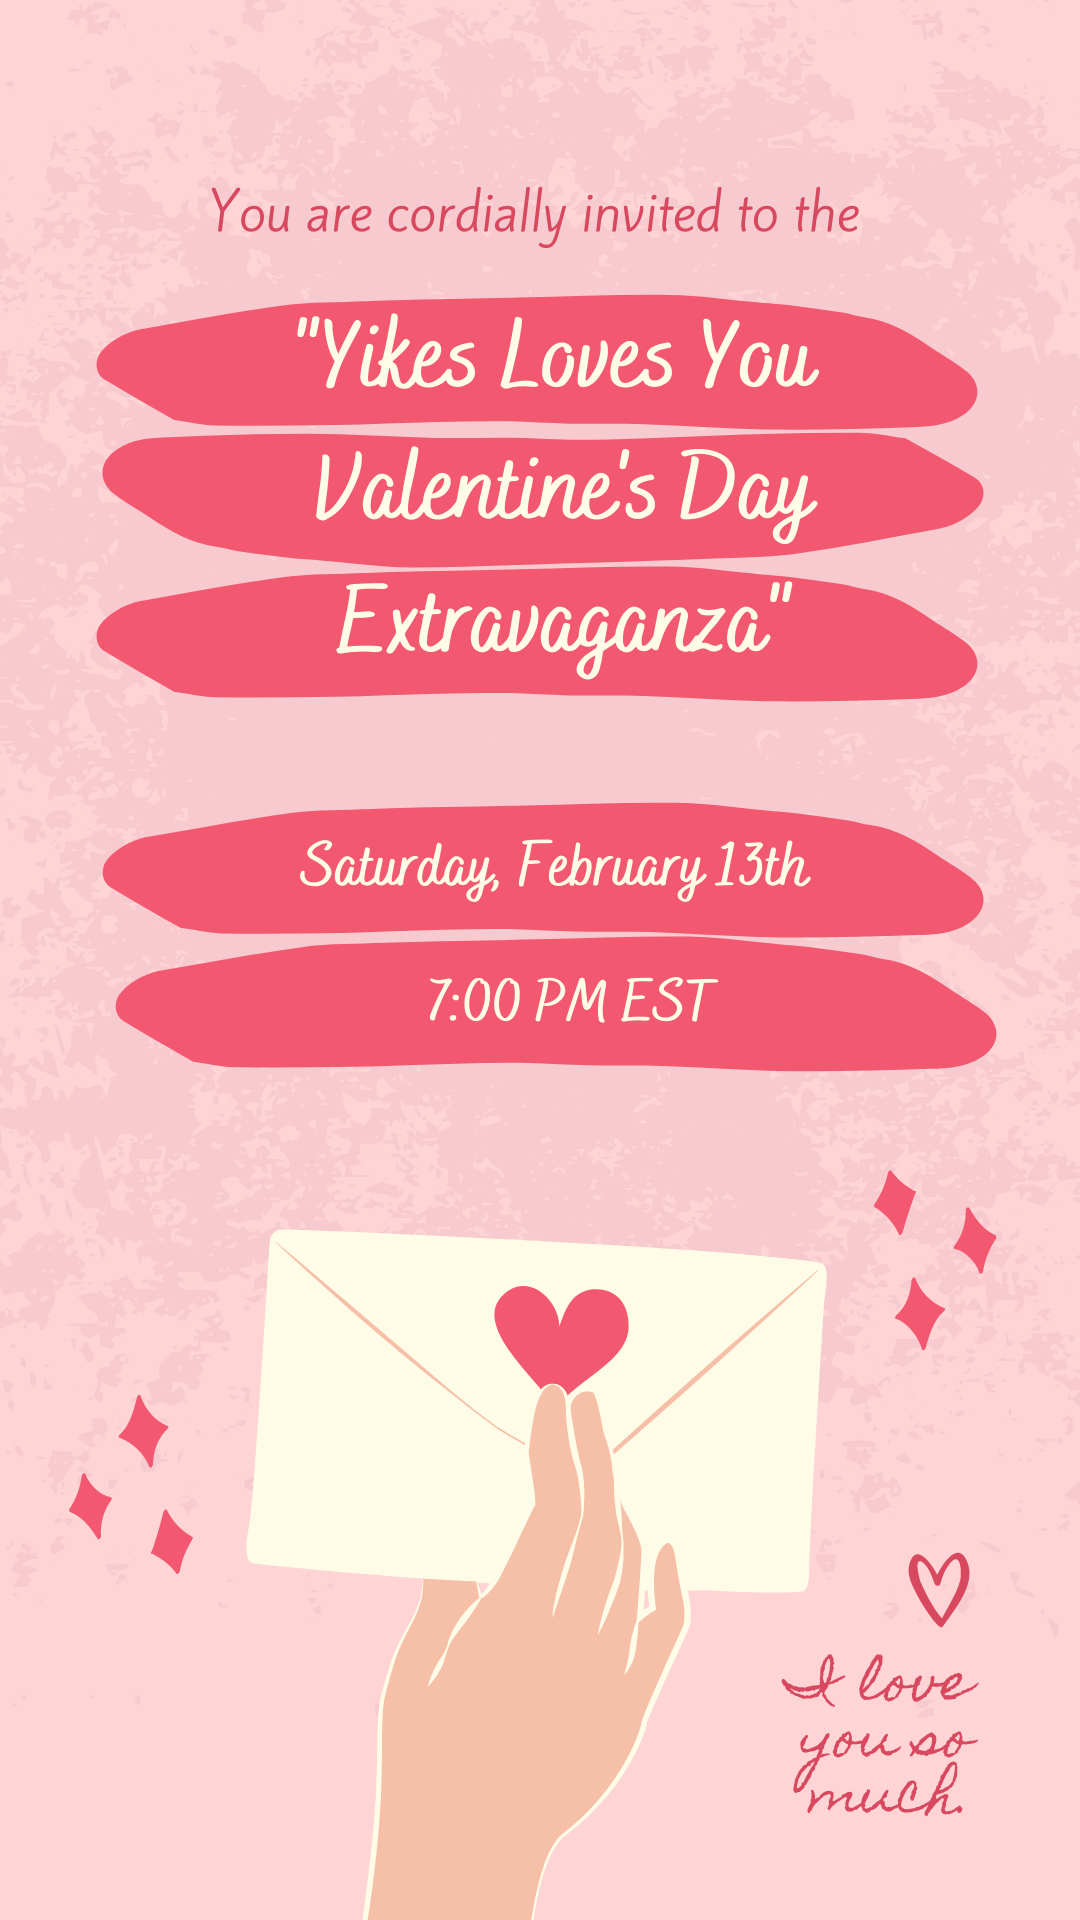 You are cordially invited to the
"Yikes Loves You
Valentine's Day
Extravaganza"
Saturday, February 13th
7:00 PM EST
I love
you so
much.